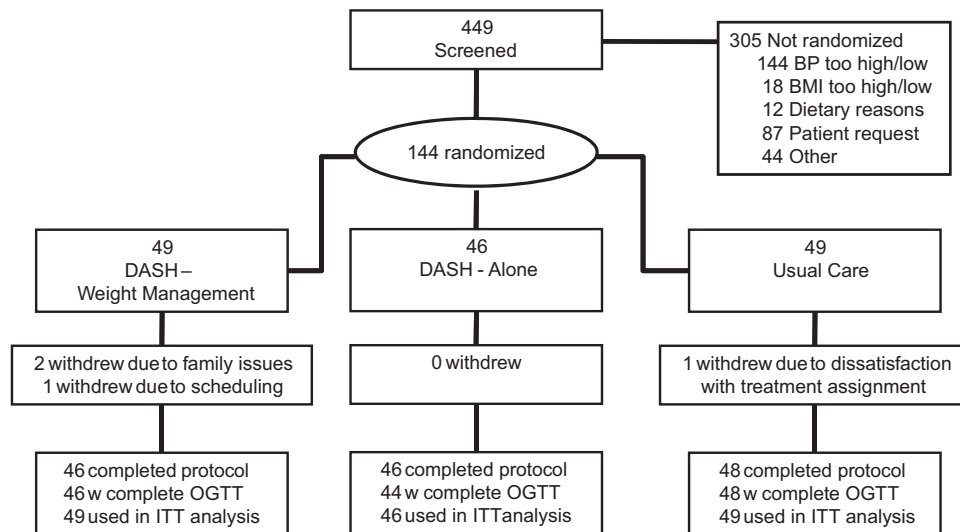 449
Screened
305 Not randomized
144 BP too high/low
18 BMI too high/low
12 Dietary reasons
87 Patient request
44 Other
144 randomized
49
DASH –
Weight Management
46
DASH - Alone
49
Usual Care
2 withdrew due to family issues
1 withdrew due to scheduling
0 withdrew
1 withdrew due to dissatisfaction
with treatment assignment
46 completed protocol
46 w complete OGTT
49 used in ITT analysis
46 completed protocol
44 w complete OGTT
46 used in ITT analysis
48 completed protocol
48 w complete OGTT
49 used in ITT analysis